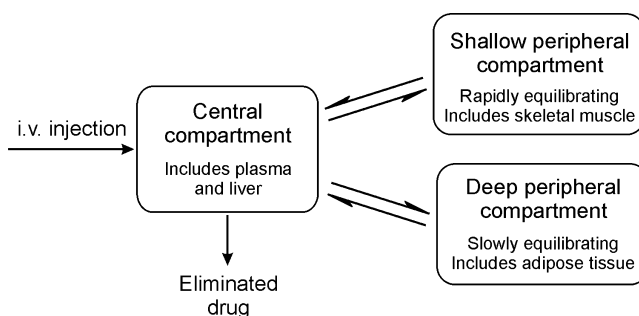 i.v. injection
Central
compartment
Includes plasma
and liver
Eliminated
drug
Shallow peripheral
compartment
Rapidly equilibrating
Includes skeletal muscle
Deep peripheral
compartment
Slowly equilibrating
Includes adipose tissue